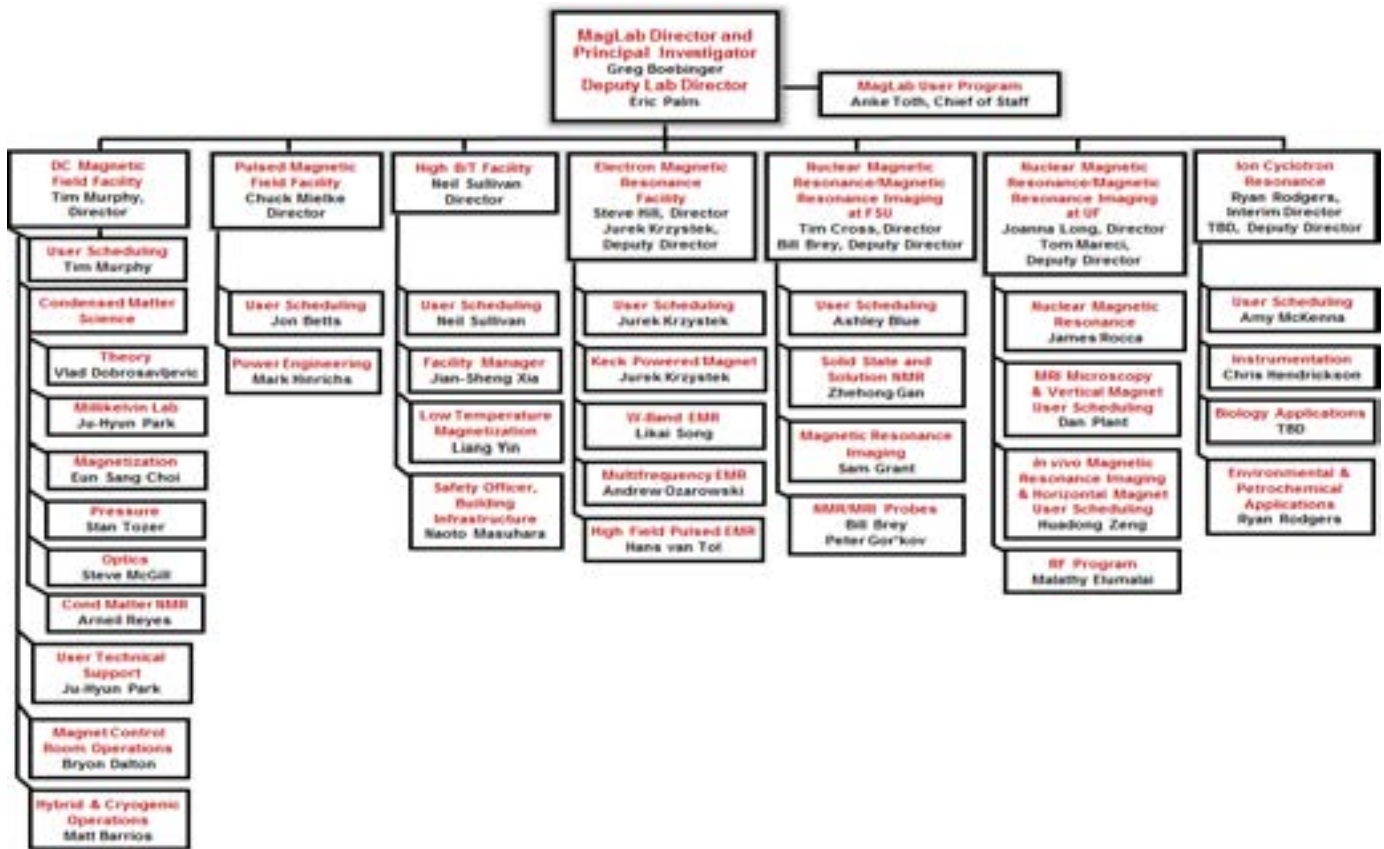 MagLab Director and
Principal Investigator
Greg Boebinger
Deputy Lab Director
Eric Palm
MagLab User Program
Anke Toth, Chief of Staff
DC Magnetic
Field Facility
Tim Murphy,
Director
User Scheduling
Tim Murphy
Condensed Matter
Science
Theory
Vlad Dobrosavljevic
Millikelvin Lab
Ju-Hyun Park
Magnetization
Eun Sang Choi
Pressure
Stan Tozer
Optics
Steve McGill
Cond Matter NMR
Arneil Reyes
User Technical
Support
Ju-Hyun Park
Magnet Control
Room Operations
Bryon Dalton
Hybrid & Cryogenic
Operations
Matt Barrios
Pulsed Magnetic
Field Facility
Chuck Mielke
Director
User Scheduling
Jon Betts
Power Engineering
Mark Hinrichs
High B/T Facility
Neil Sullivan
Director
User Scheduling
Neil Sullivan
Facility Manager
Jian-Sheng Xia
Low Temperature
Magnetization
Liang Yin
Safety Officer,
Building
Infrastructure
Naoto Masuhara
Electron Magnetic
Resonance
Facility
Steve Hill, Director
Jurek Krzystek,
Deputy Director
User Scheduling
Jurek Krzystek
Keck Powered Magnet
Jurek Krzystek
W-Band EMR
Likai Song
Multifrequency EMR
Andrew Ozarowski
High Field Pulsed EMR
Hans van Tol
Nuclear Magnetic
Resonance/Magnetic
Resonance Imaging
at FSU
Tim Cross, Director
Bill Brey, Deputy Director
User Scheduling
Ashley Blue
Solid State and
Solution NMR
Zhehong Gan
Magnetic Resonance
Imaging
Sam Grant
NMR/MRI Probes
Bill Brey
Peter Gor'kov
Nuclear Magnetic
Resonance/Magnetic
Resonance Imaging
at UF
Joanna Long, Director
Tom Mareci,
Deputy Director
Nuclear Magnetic
Resonance
James Rocca
MRI Microscopy
& Vertical Magnet
User Scheduling
Dan Plant
In vivo Magnetic
Resonance Imaging
& Horizontal Magnet
User Scheduling
Huadong Zeng
RF Program
Malathy Elumalai
Ion Cyclotron
Resonance
Ryan Rodgers,
Interim Director
TBD, Deputy Director
User Scheduling
Amy McKenna
Instrumentation
Chris Hendrickson
Biology Applications
TBD
Environmental &
Petrochemical
Applications
Ryan Rodgers